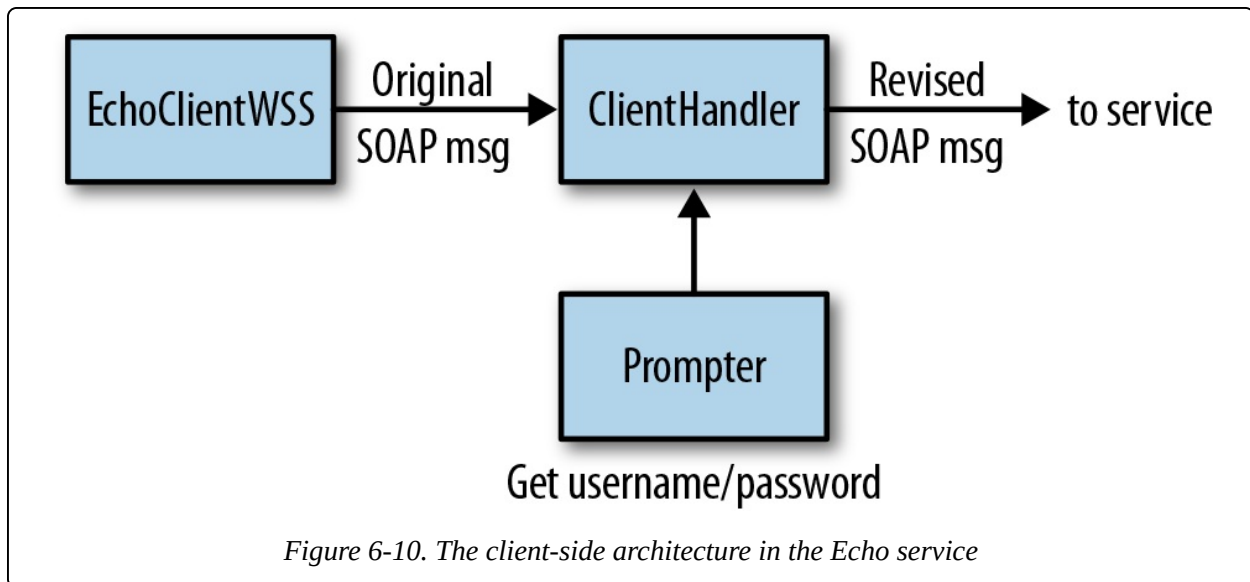 EchoClientWSS
Original
SOAP msg
ClientHandler
Revised
SOAP msg
to service
Prompter
Get username/password
Figure 6-10. The client-side architecture in the Echo service